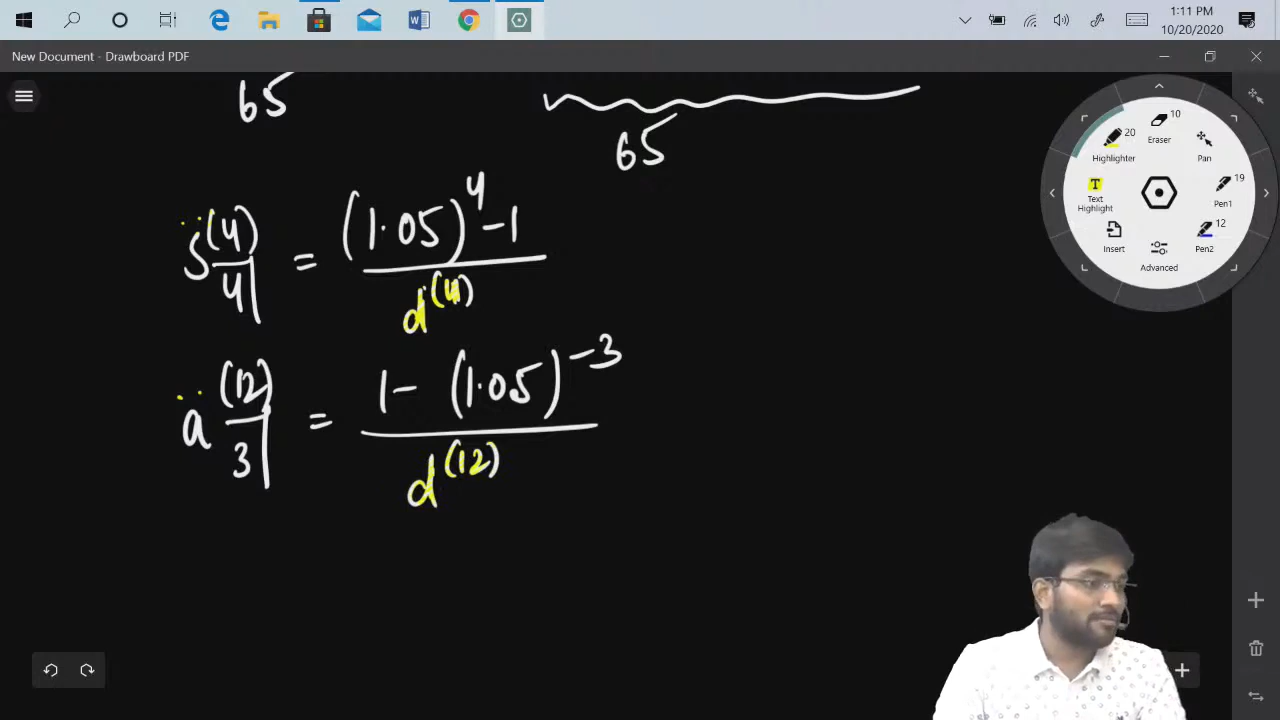 1:11 PM
10/20/2020
New Document - Drawboard PDF
65
65
10
Eraser
20
Highlighter
Pan
Text Highlight
19
Pen1
Insert
12
Pen2
Advanced
s̈ (4) 4| = (1.05)^4 - 1 / d^(4)
ä (12) 3| = 1 - (1.05)^-3 / d^(12)